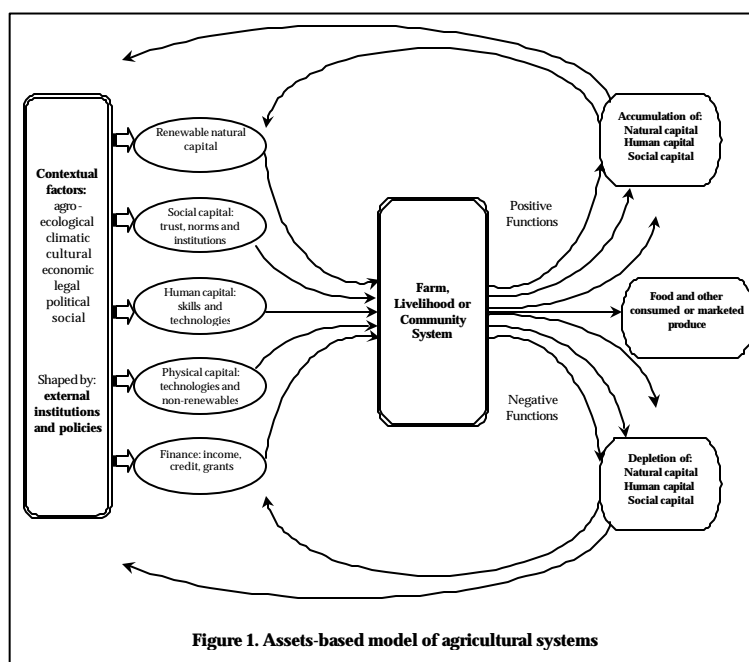 Contextual
factors:
agro-
ecological
climatic
cultural
economic
legal
political
social
Shaped by:
external
institutions
and policies
Renewable natural
capital
Social capital:
trust, norms and
institutions
Human capital:
skills and
technologies
Physical capital:
technologies and
non-renewables
Finance: income,
credit, grants
Farm,
Livelihood or
Community
System
Positive
Functions
Negative
Functions
Accumulation of:
Natural capital
Human capital
Social capital
Food and other
consumed or marketed
produce
Depletion of:
Natural capital
Human capital
Social capital
Figure 1. Assets-based model of agricultural systems